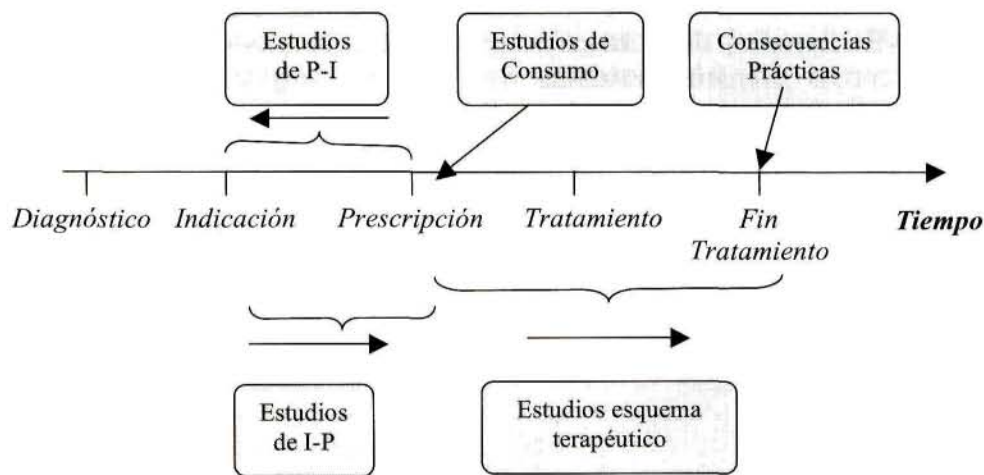 Estudios
de P-I
Estudios de
Consumo
Consecuencias
Prácticas
Diagnóstico
Indicación
Prescripción
Tratamiento
Fin
Tratamiento
Tiempo
Estudios
de I-P
Estudios esquema
terapéutico